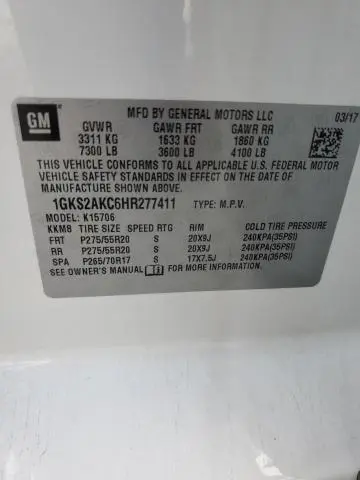 GM
MFD BY GENERAL MOTORS LLC 03/17
GVWR GAWR FRT GAWR RR
3311 KG 1633 KG 1860 KG
7300 LB 3600 LB 4100 LB
THIS VEHICLE CONFORMS TO ALL APPLICABLE U.S. FEDERAL MOTOR
VEHICLE SAFETY STANDARDS IN EFFECT ON THE DATE OF
MANUFACTURE SHOWN ABOVE.
1GKS2AKC6HR277411 TYPE: M.P.V.
MODEL: K15706
KKM8 TIRE SIZE SPEED RTG RIM COLD TIRE PRESSURE
FRT P275/55R20 S 20X9J 240KPA(35PSI)
RR P275/55R20 S 20X9J 240KPA(35PSI)
SPA P265/70R17 S 17X7.5J 240KPA(35PSI)
SEE OWNER'S MANUAL FOR MORE INFORMATION.